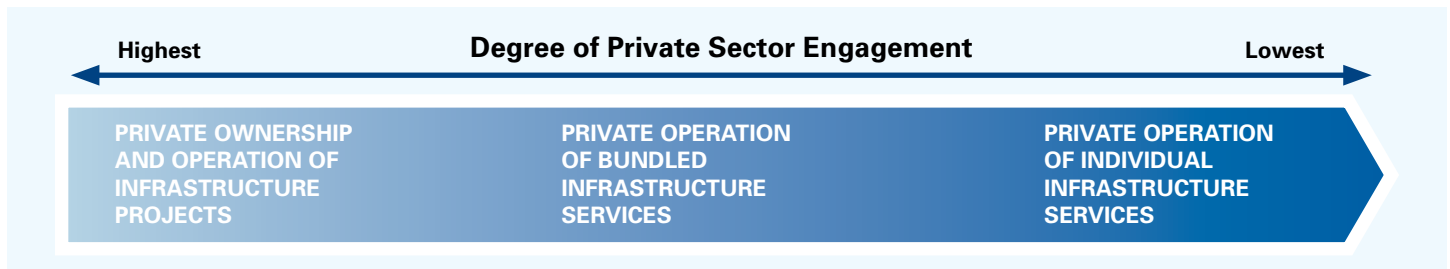 Highest
Degree of Private Sector Engagement
Lowest
PRIVATE OWNERSHIP
AND OPERATION OF
INFRASTRUCTURE
PROJECTS
PRIVATE OPERATION
OF BUNDLED
INFRASTRUCTURE
SERVICES
PRIVATE OPERATION
OF INDIVIDUAL
INFRASTRUCTURE
SERVICES